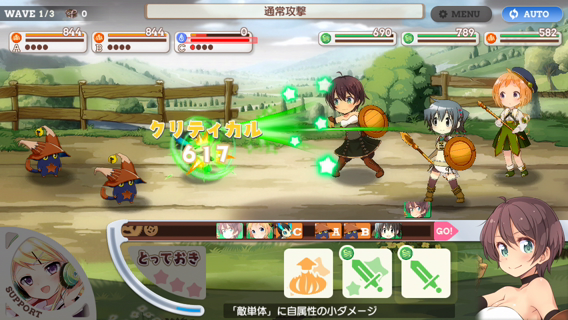 WAVE 1/3
0
通常攻撃
MENU
AUTO
844
844
0
690
789
582
A
B
C
クリティカル
617
C
A
B
GO!
とっておき
SUPPORT
「敵単体」に自属性の小ダメージ